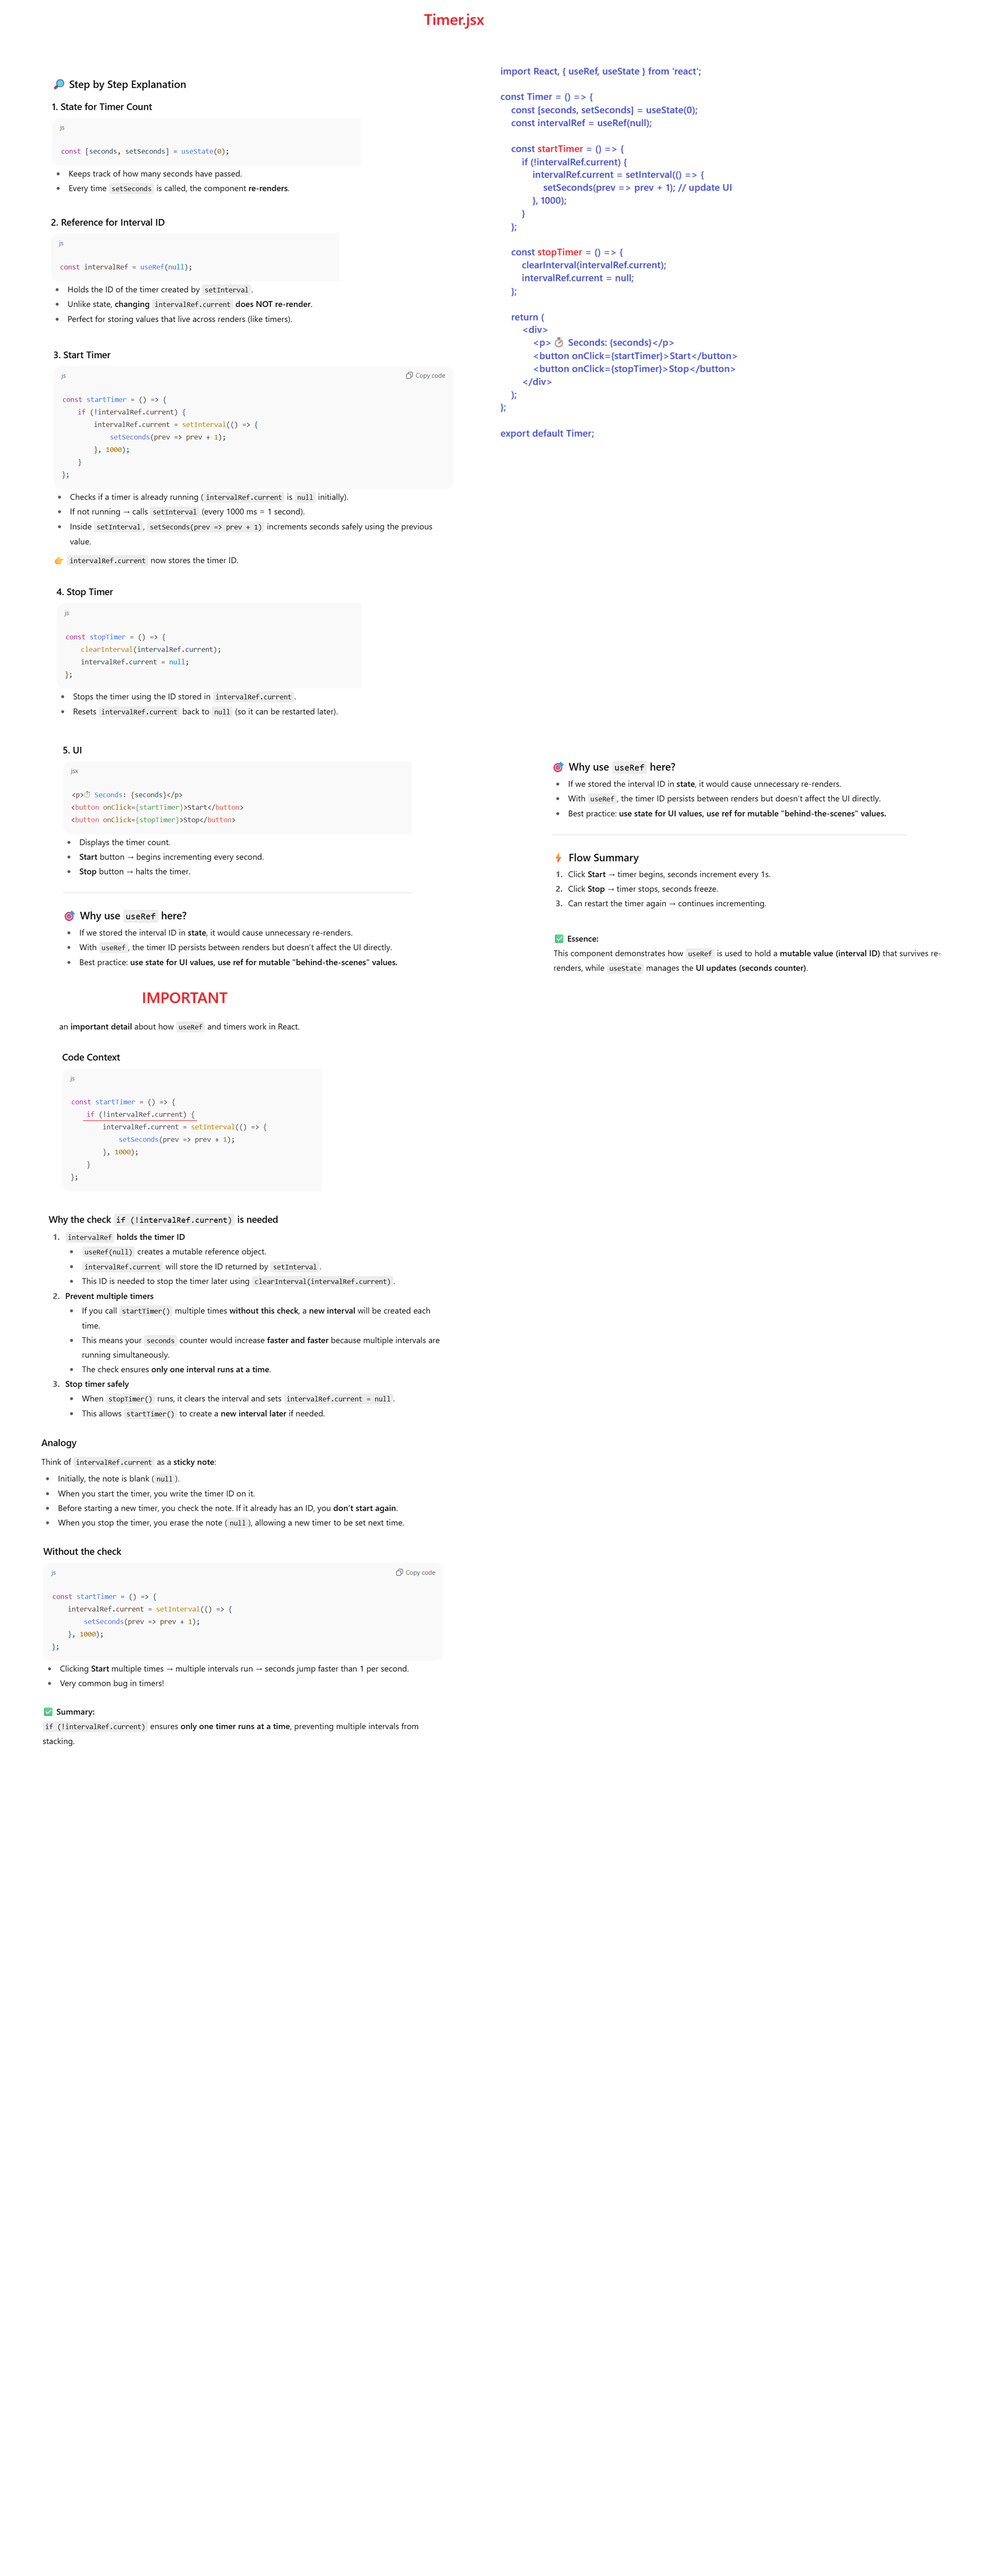 Timer.jsx
🔎 Step by Step Explanation
1. State for Timer Count
js
const [seconds, setSeconds] = useState(0);
Keeps track of how many seconds have passed.
Every time setSeconds is called, the component re-renders.
2. Reference for Interval ID
js
const intervalRef = useRef(null);
Holds the ID of the timer created by setInterval.
Unlike state, changing intervalRef.current does NOT re-render.
Perfect for storing values that live across renders (like timers).
3. Start Timer
js
Copy code
const startTimer = () => {
if (!intervalRef.current) {
intervalRef.current = setInterval(() => {
setSeconds(prev => prev + 1);
}, 1000);
}
};
Checks if a timer is already running (intervalRef.current is null initially).
If not running → calls setInterval (every 1000 ms = 1 second).
Inside setInterval, setSeconds(prev => prev + 1) increments seconds safely using the previous
value.
👉 intervalRef.current now stores the timer ID.
4. Stop Timer
js
const stopTimer = () => {
clearInterval(intervalRef.current);
intervalRef.current = null;
};
Stops the timer using the ID stored in intervalRef.current.
Resets intervalRef.current back to null (so it can be restarted later).
import React, { useRef, useState } from 'react';
const Timer = () => {
const [seconds, setSeconds] = useState(0);
const intervalRef = useRef(null);
const startTimer = () => {
if (!intervalRef.current) {
intervalRef.current = setInterval(() => {
setSeconds(prev => prev + 1); // update UI
}, 1000);
}
};
const stopTimer = () => {
clearInterval(intervalRef.current);
intervalRef.current = null;
};
return (
<div>
<p>⏱ Seconds: {seconds}</p>
<button onClick={startTimer}>Start</button>
<button onClick={stopTimer}>Stop</button>
</div>
);
};
export default Timer;
5. UI
jsx
<p>⏱ Seconds: {seconds}</p>
<button onClick={startTimer}>Start</button>
<button onClick={stopTimer}>Stop</button>
Displays the timer count.
Start button → begins incrementing every second.
Stop button → halts the timer.
🎯 Why use useRef here?
If we stored the interval ID in state, it would cause unnecessary re-renders.
With useRef, the timer ID persists between renders but doesn't affect the UI directly.
Best practice: use state for UI values, use ref for mutable "behind-the-scenes" values.
🎯 Why use useRef here?
If we stored the interval ID in state, it would cause unnecessary re-renders.
With useRef, the timer ID persists between renders but doesn't affect the UI directly.
Best practice: use state for UI values, use ref for mutable "behind-the-scenes" values.
⚡ Flow Summary
1. Click Start → timer begins, seconds increment every 1s.
2. Click Stop → timer stops, seconds freeze.
3. Can restart the timer again → continues incrementing.
✅ Essence:
This component demonstrates how useRef is used to hold a mutable value (interval ID) that survives re-
renders, while useState manages the UI updates (seconds counter).
IMPORTANT
an important detail about how useRef and timers work in React.
Code Context
js
const startTimer = () => {
if (!intervalRef.current) {
intervalRef.current = setInterval(() => {
setSeconds(prev => prev + 1);
}, 1000);
}
};
Why the check if (!intervalRef.current) is needed
1. intervalRef holds the timer ID
useRef(null) creates a mutable reference object.
intervalRef.current will store the ID returned by setInterval.
This ID is needed to stop the timer later using clearInterval(intervalRef.current).
2. Prevent multiple timers
If you call startTimer() multiple times without this check, a new interval will be created each
time.
This means your seconds counter would increase faster and faster because multiple intervals are
running simultaneously.
The check ensures only one interval runs at a time.
3. Stop timer safely
When stopTimer() runs, it clears the interval and sets intervalRef.current = null.
This allows startTimer() to create a new interval later if needed.
Analogy
Think of intervalRef.current as a sticky note:
Initially, the note is blank (null).
When you start the timer, you write the timer ID on it.
Before starting a new timer, you check the note. If it already has an ID, you don't start again.
When you stop the timer, you erase the note (null), allowing a new timer to be set next time.
Without the check
js
Copy code
const startTimer = () => {
intervalRef.current = setInterval(() => {
setSeconds(prev => prev + 1);
}, 1000);
};
Clicking Start multiple times → multiple intervals run → seconds jump faster than 1 per second.
Very common bug in timers!
✅ Summary:
if (!intervalRef.current) ensures only one timer runs at a time, preventing multiple intervals from
stacking.